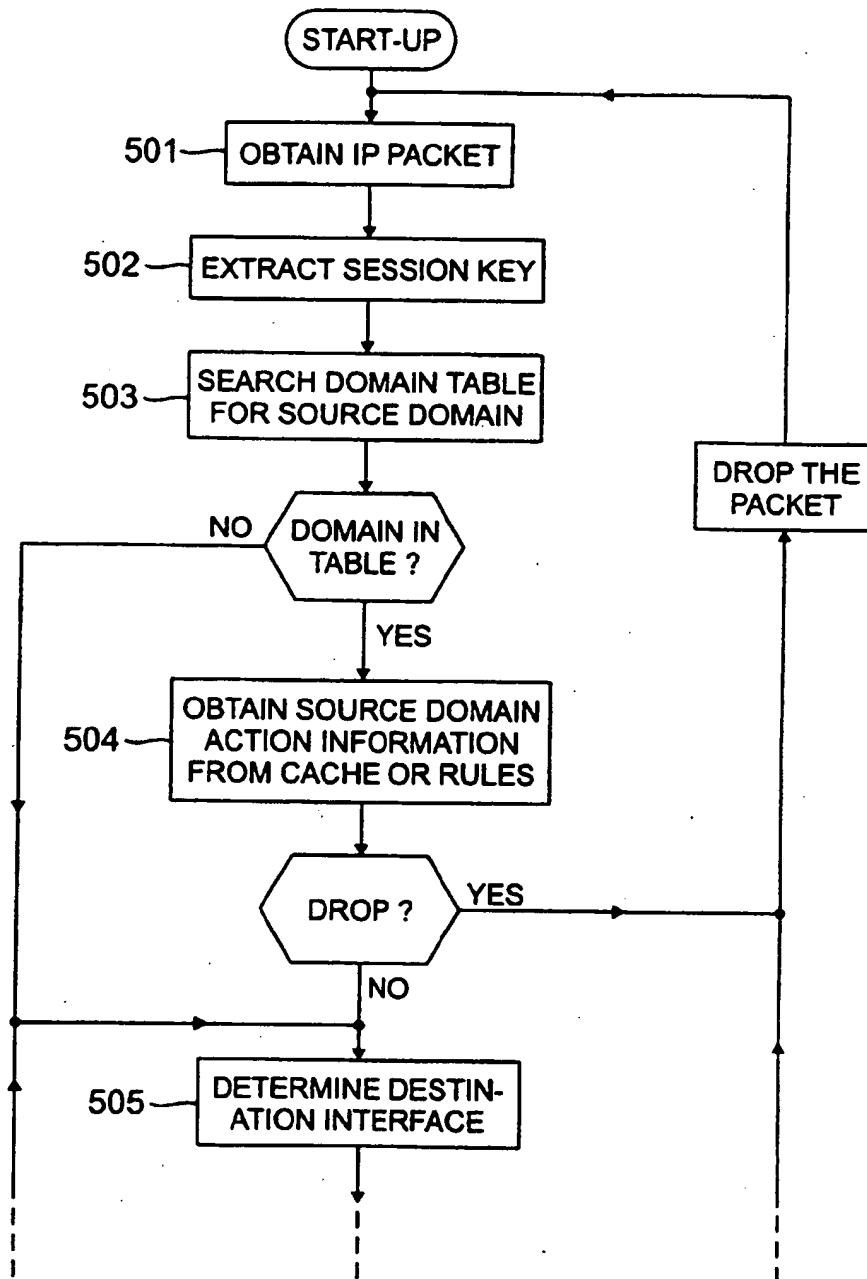 START-UP
501
OBTAIN IP PACKET
502
EXTRACT SESSION KEY
503
SEARCH DOMAIN TABLE
FOR SOURCE DOMAIN
DROP THE
PACKET
NO
DOMAIN IN
TABLE ?
YES
504
OBTAIN SOURCE DOMAIN
ACTION INFORMATION
FROM CACHE OR RULES
DROP ?
YES
NO
505
DETERMINE DESTIN-
ATION INTERFACE